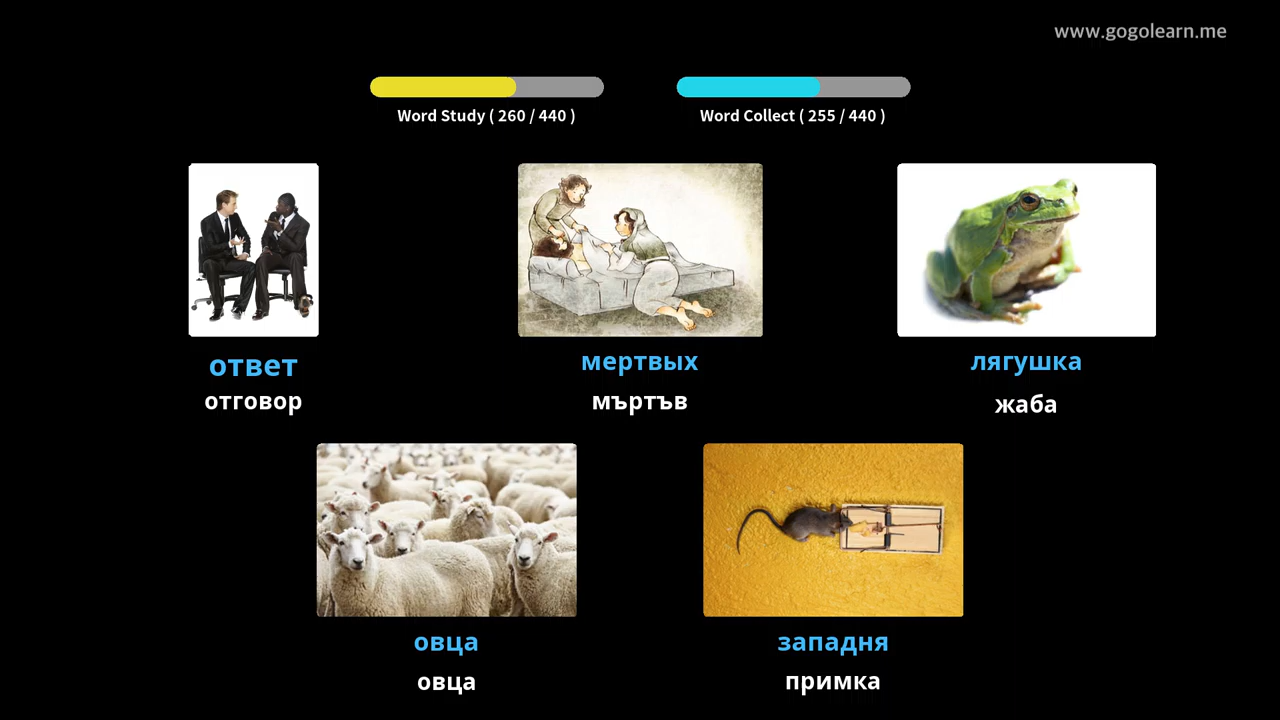 www.gogolearn.me
Word Study ( 260 / 440 )
Word Collect ( 255 / 440 )
ответ
отговор
мертвых
мъртъв
лягушка
жаба
овца
овца
западня
примка